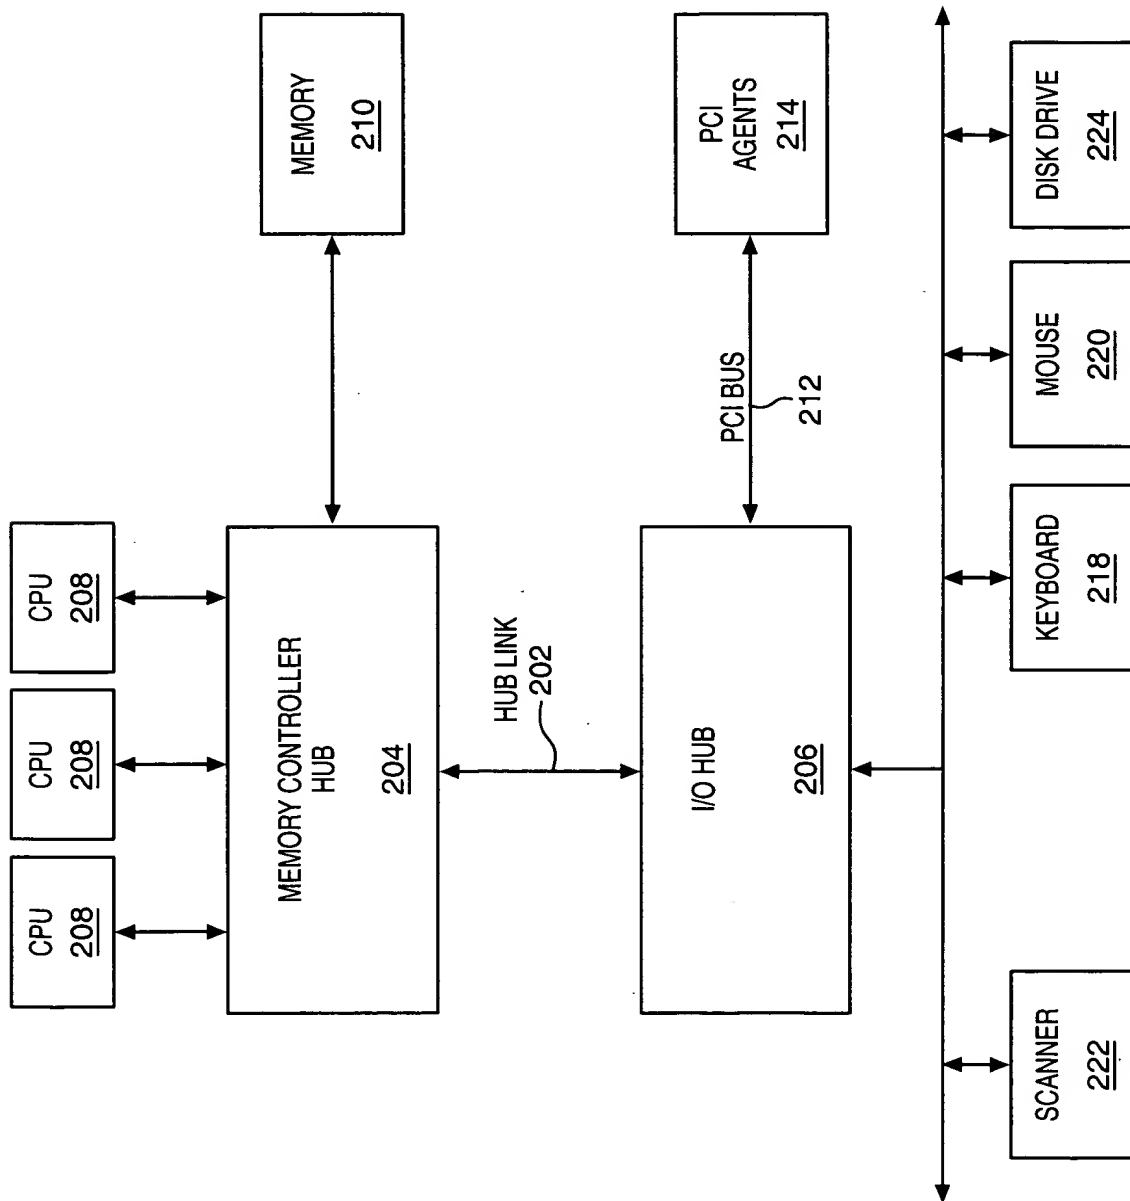 CPU
208
CPU
208
CPU
208
MEMORY CONTROLLER
HUB
204
MEMORY
210
HUB LINK
202
I/O HUB
206
PCI BUS
212
PCI
AGENTS
214
SCANNER
222
KEYBOARD
218
MOUSE
220
DISK DRIVE
224